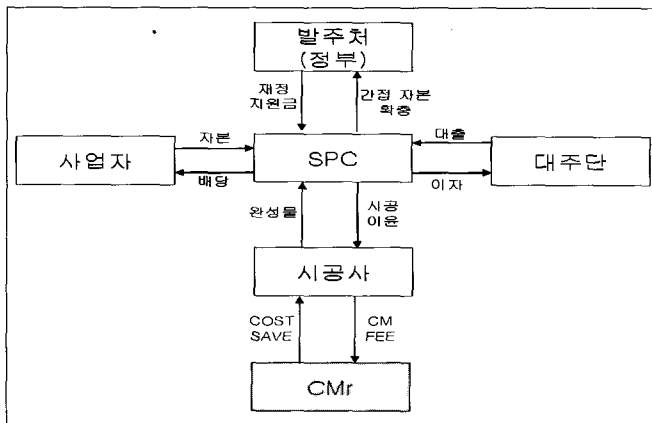 발주처
(정부)
재정
지원금
간접 자본
확충
사업자
자본
배당
SPC
대출
이자
대주단
완성물
시공
이윤
시공사
COST
SAVE
CM
FEE
CMr